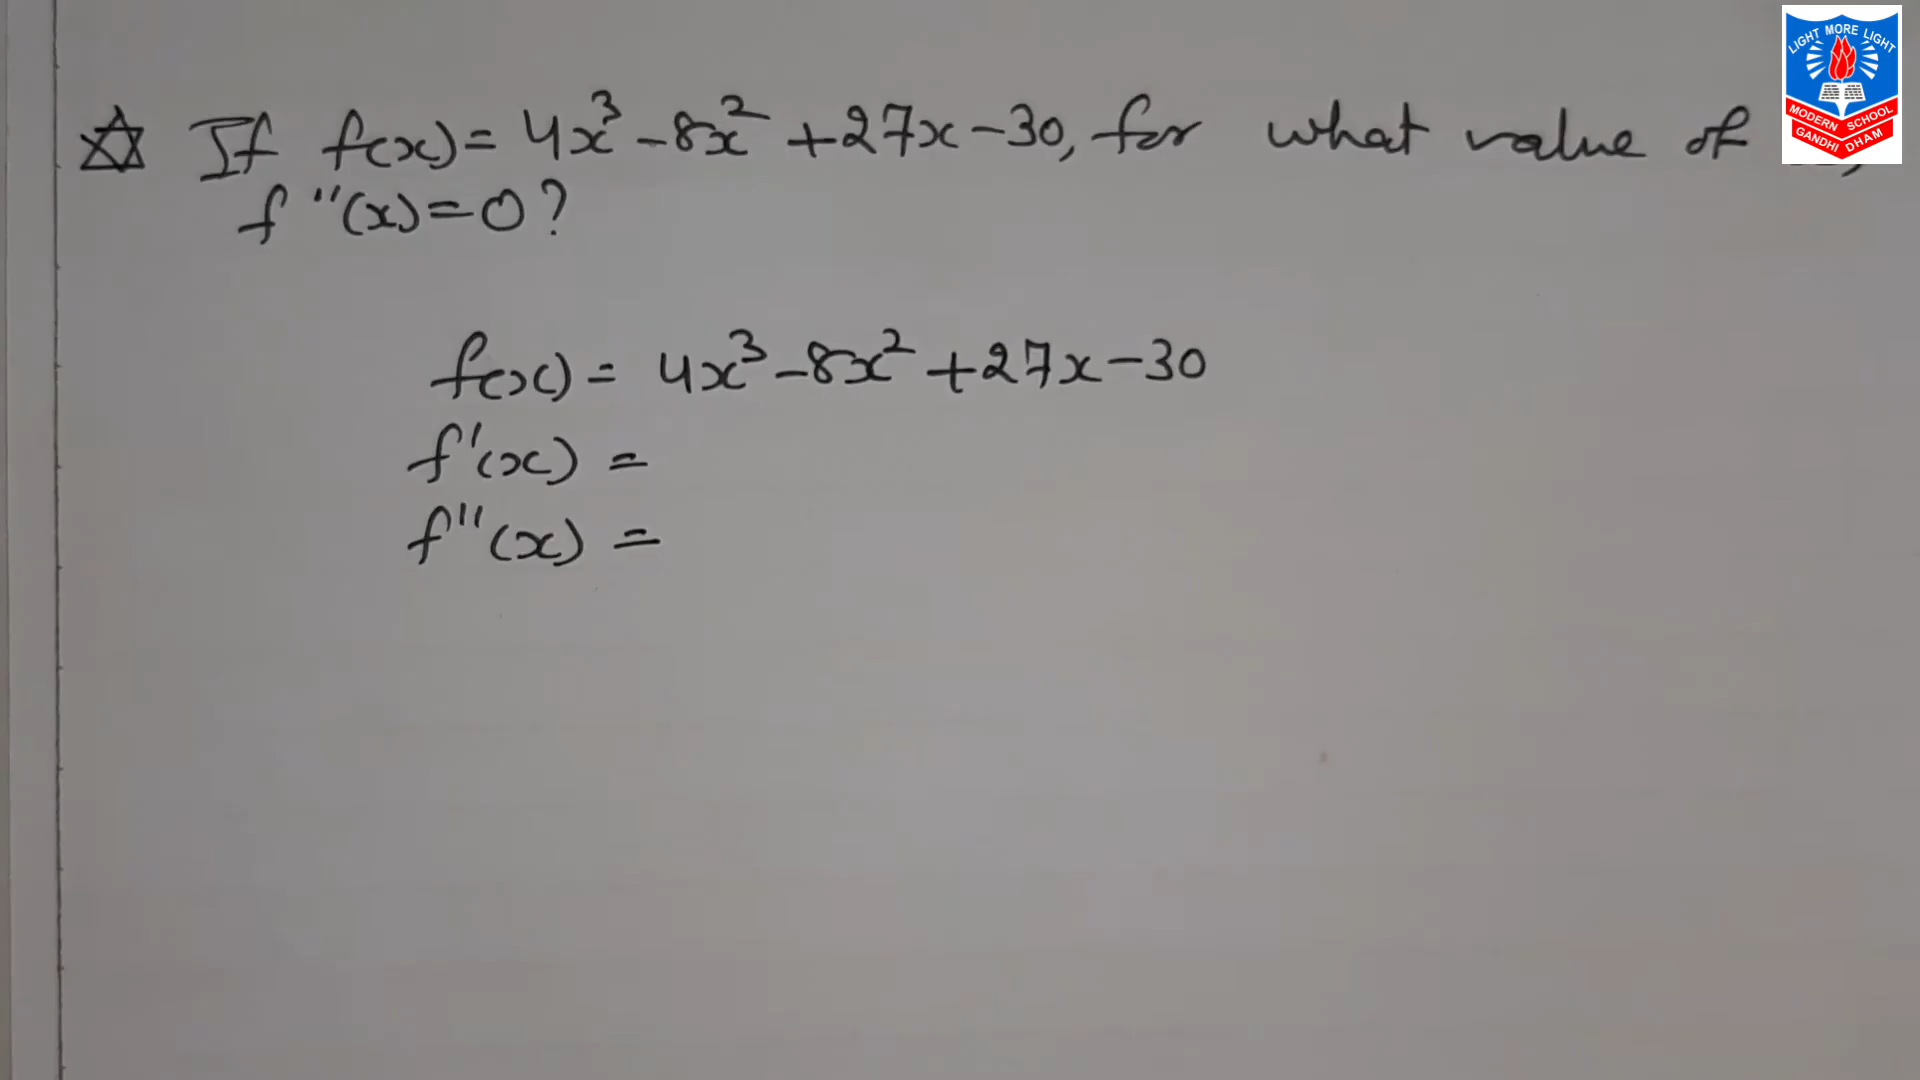 ☆ If f(x) = 4x³ - 8x² + 27x - 30, for what value of
f''(x) = 0?
f(x) = 4x³ - 8x² + 27x - 30
f'(x) =
f''(x) =
LIGHT MORE LIGHT
MODERN SCHOOL
GANDHI DHAM